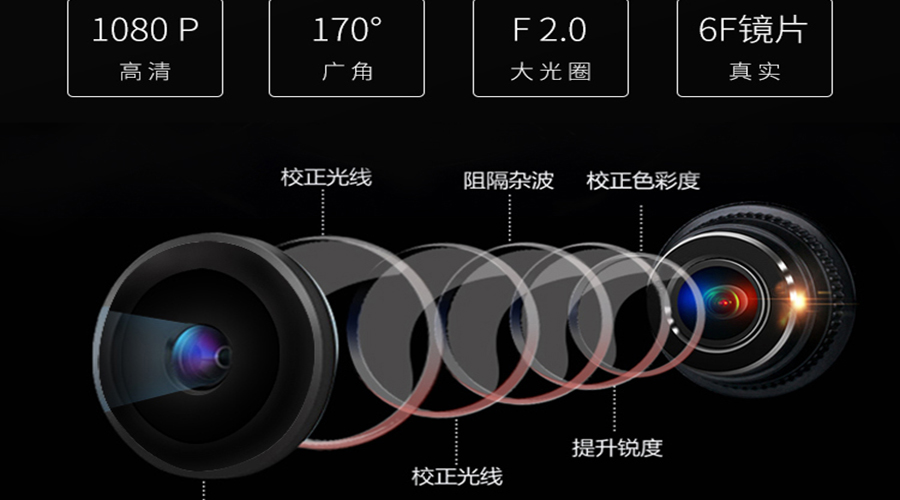 1080 P
高清
170°
广角
F 2.0
大光圈
6F镜片
真实
校正光线
阻隔杂波
校正色彩度
提升锐度
校正光线